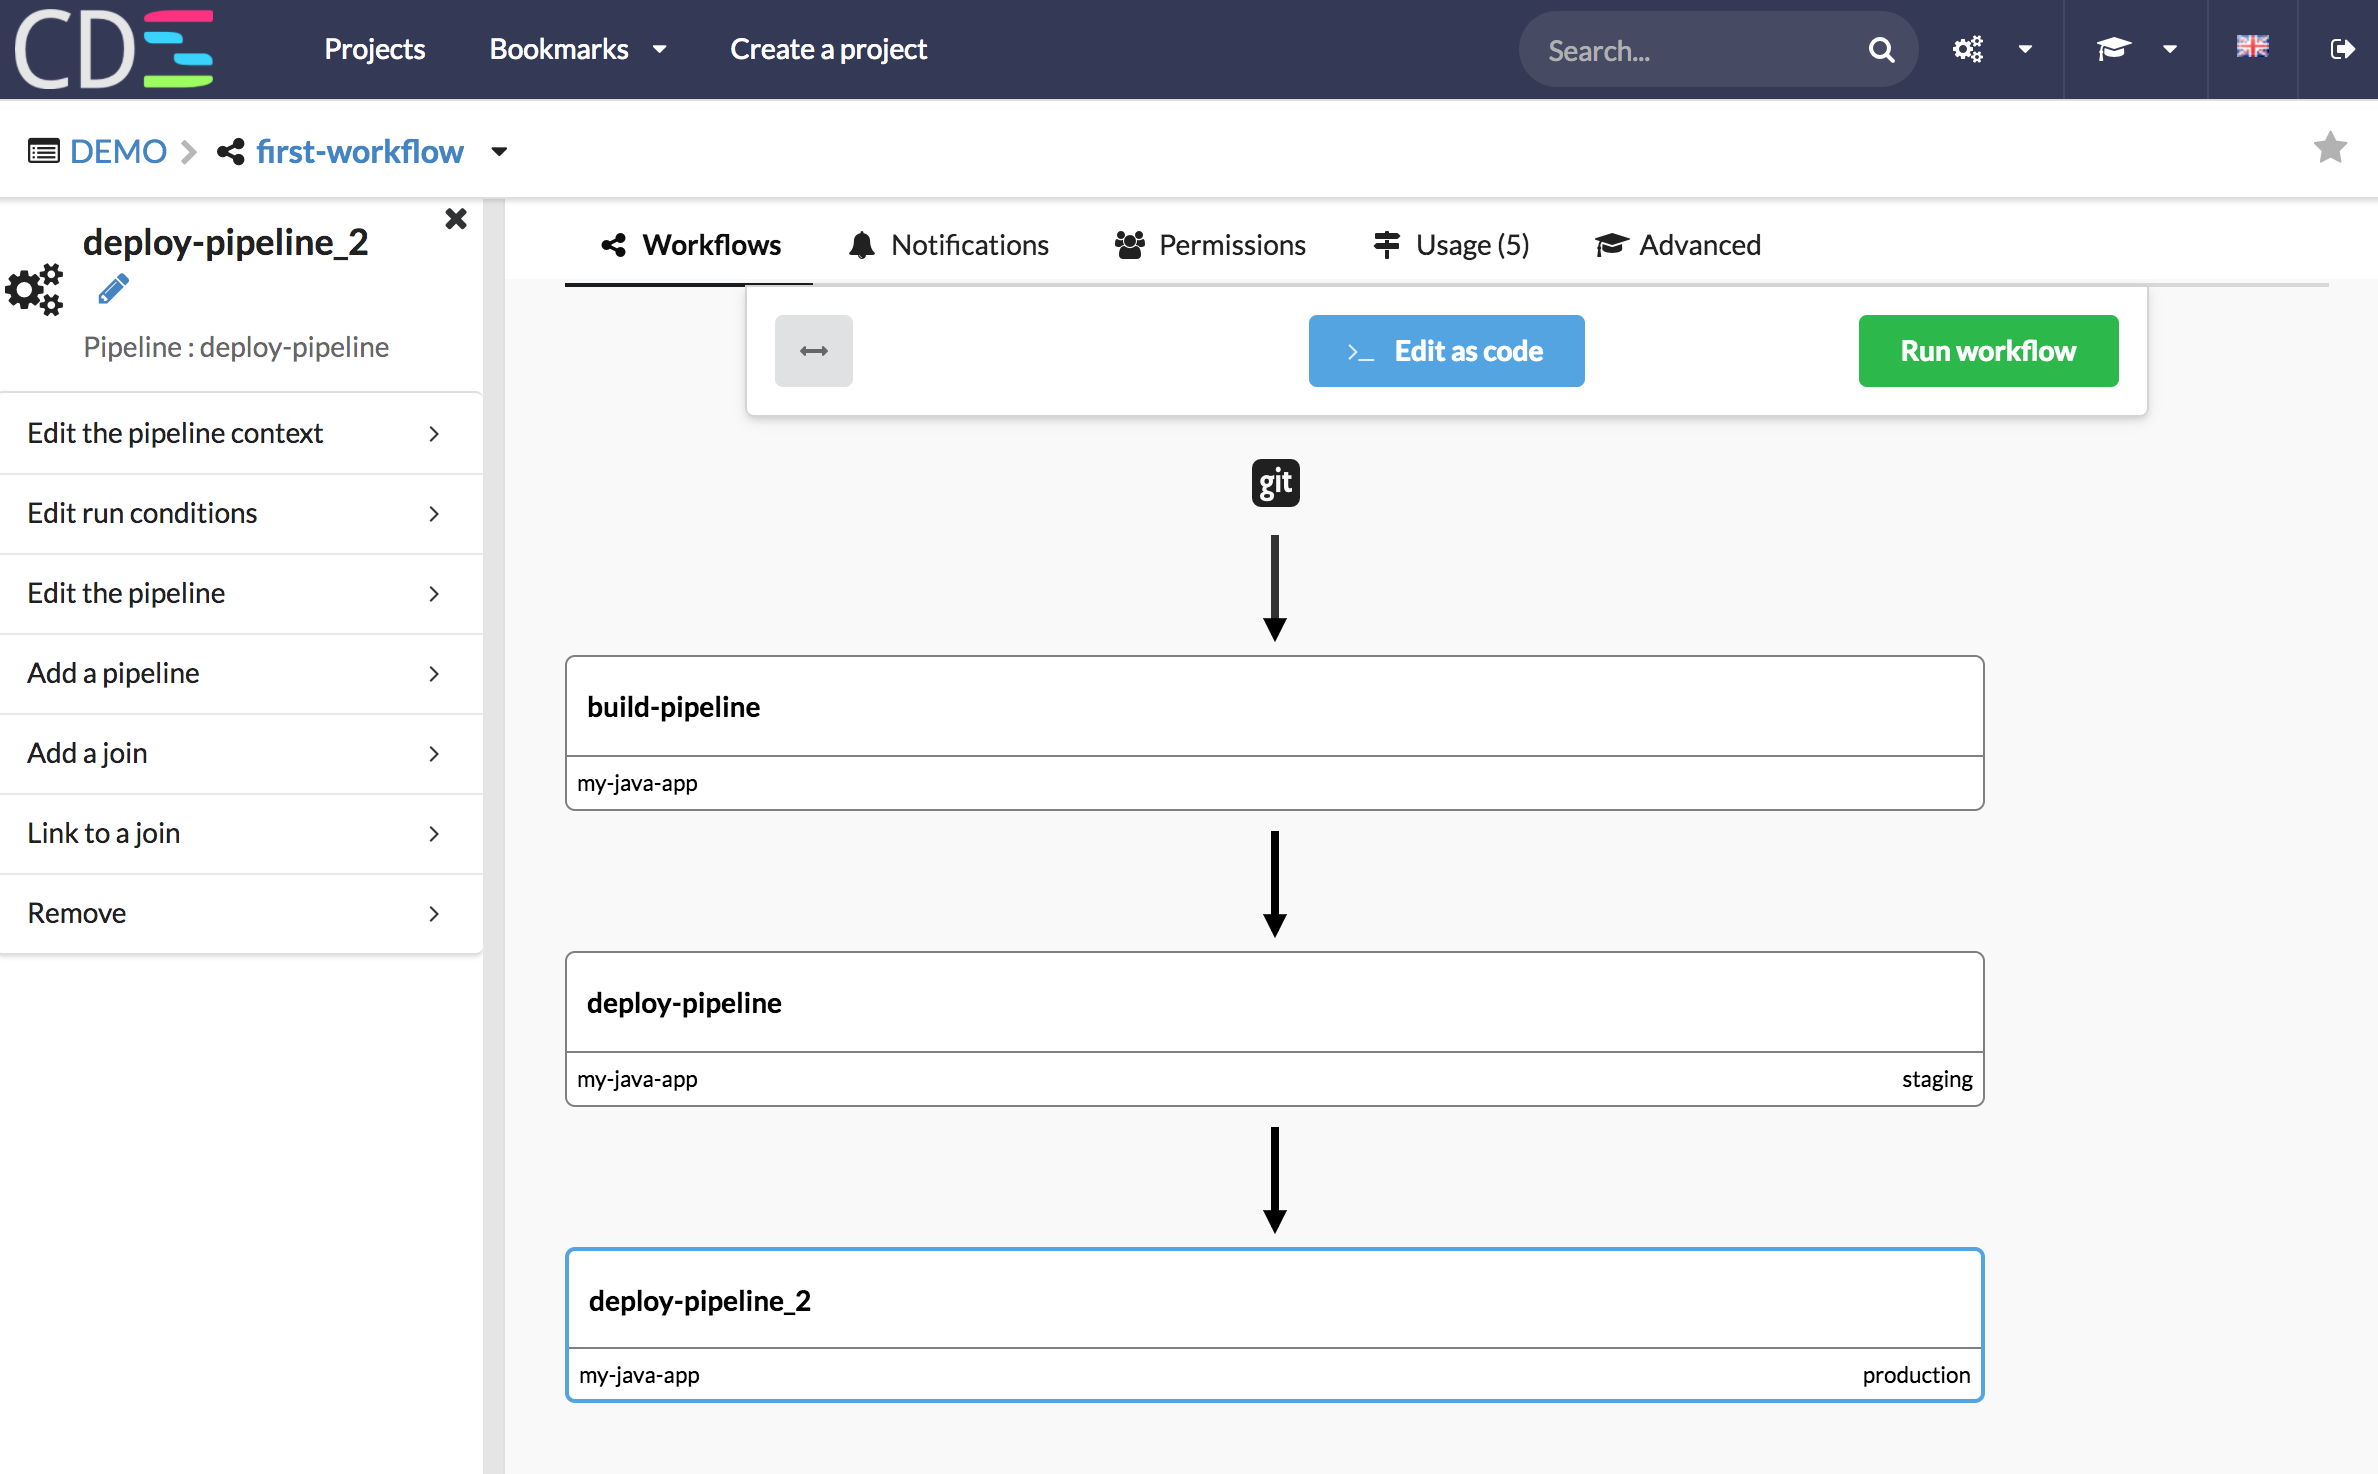 CDS
Projects
Bookmarks
Create a project
Search...
DEMO
first-workflow
deploy-pipeline_2
Pipeline : deploy-pipeline
Edit the pipeline context
Edit run conditions
Edit the pipeline
Add a pipeline
Add a join
Link to a join
Remove
Workflows
Notifications
Permissions
Usage (5)
Advanced
>_ Edit as code
Run workflow
git
build-pipeline
my-java-app
deploy-pipeline
my-java-app
staging
deploy-pipeline_2
my-java-app
production